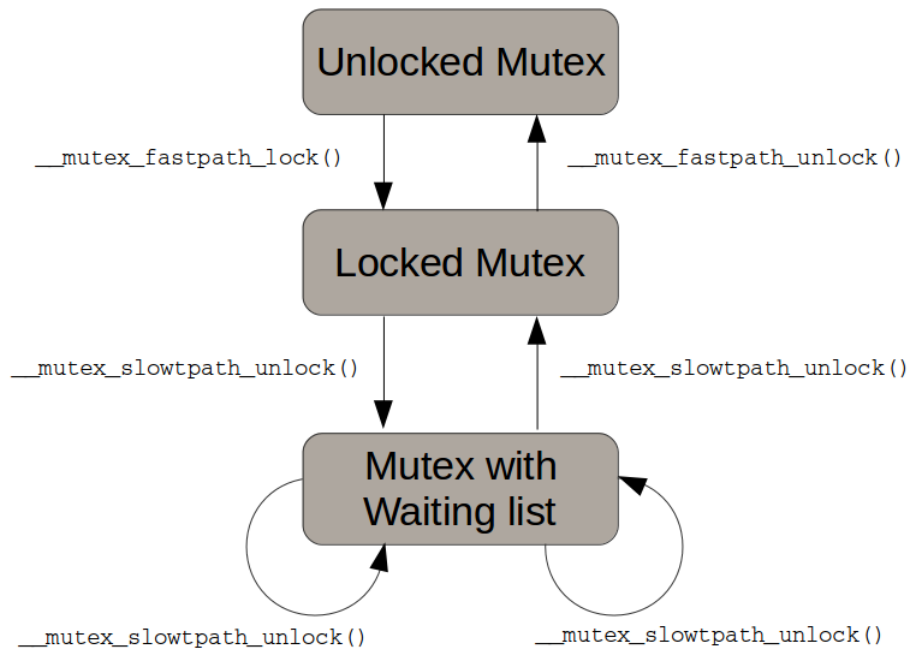 Unlocked Mutex
__mutex_fastpath_lock()
__mutex_fastpath_unlock()
Locked Mutex
__mutex_slowtpath_unlock()
__mutex_slowtpath_unlock()
Mutex with
Waiting list
__mutex_slowtpath_unlock()
__mutex_slowtpath_unlock()